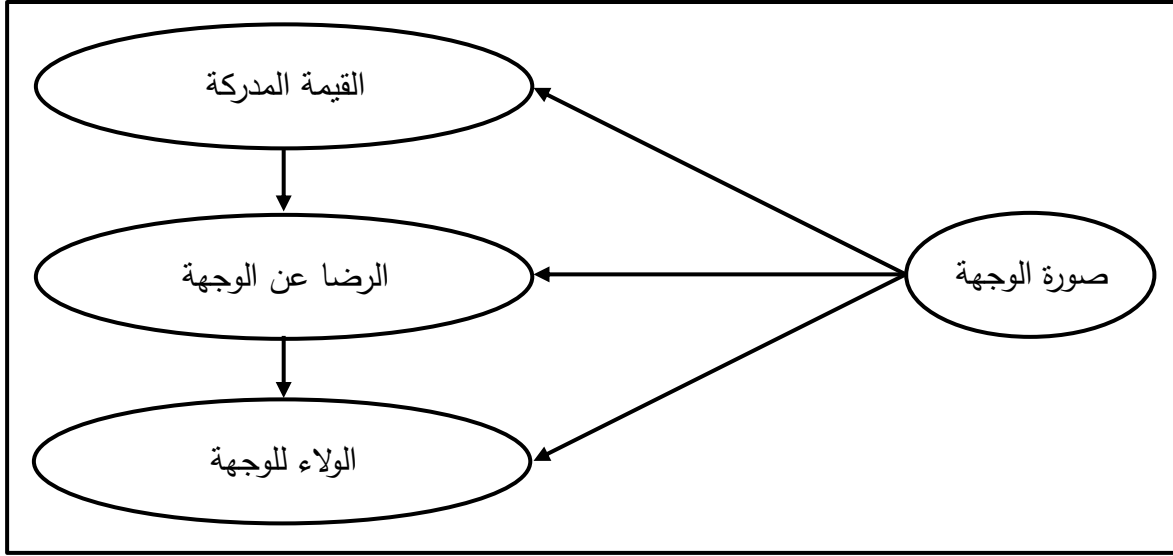 القيمة المدركة
الرضا عن الوجهة
صورة الوجهة
الولاء للوجهة